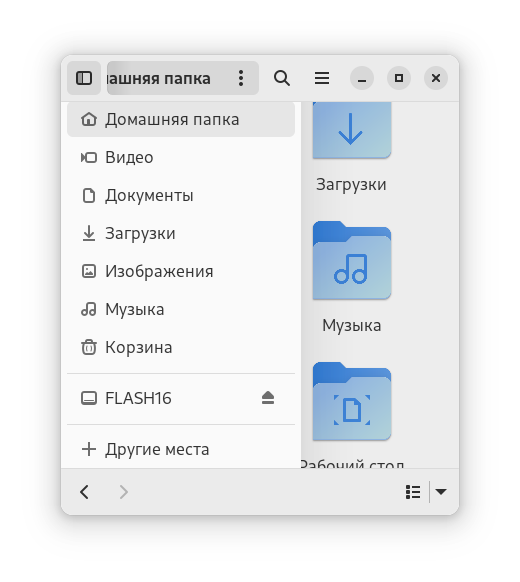 ашняя папка
Домашняя папка
Видео
Документы
Загрузки
Изображения
Музыка
Корзина
FLASH16
Другие места
Загрузки
Музыка
Рабочий стол